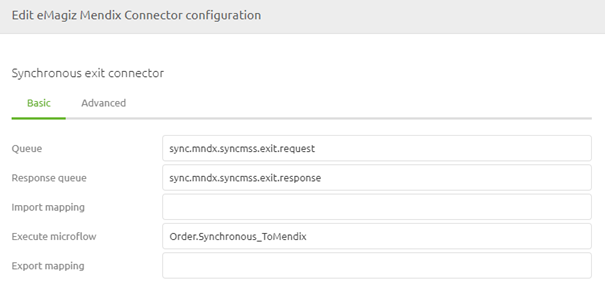 Edit eMagiz Mendix Connector configuration
Synchronous exit connector
Basic Advanced
Queue sync.mndx.syncmss.exit.request
Response queue sync.mndx.syncmss.exit.response
Import mapping
Execute microflow Order.Synchronous_ToMendix
Export mapping